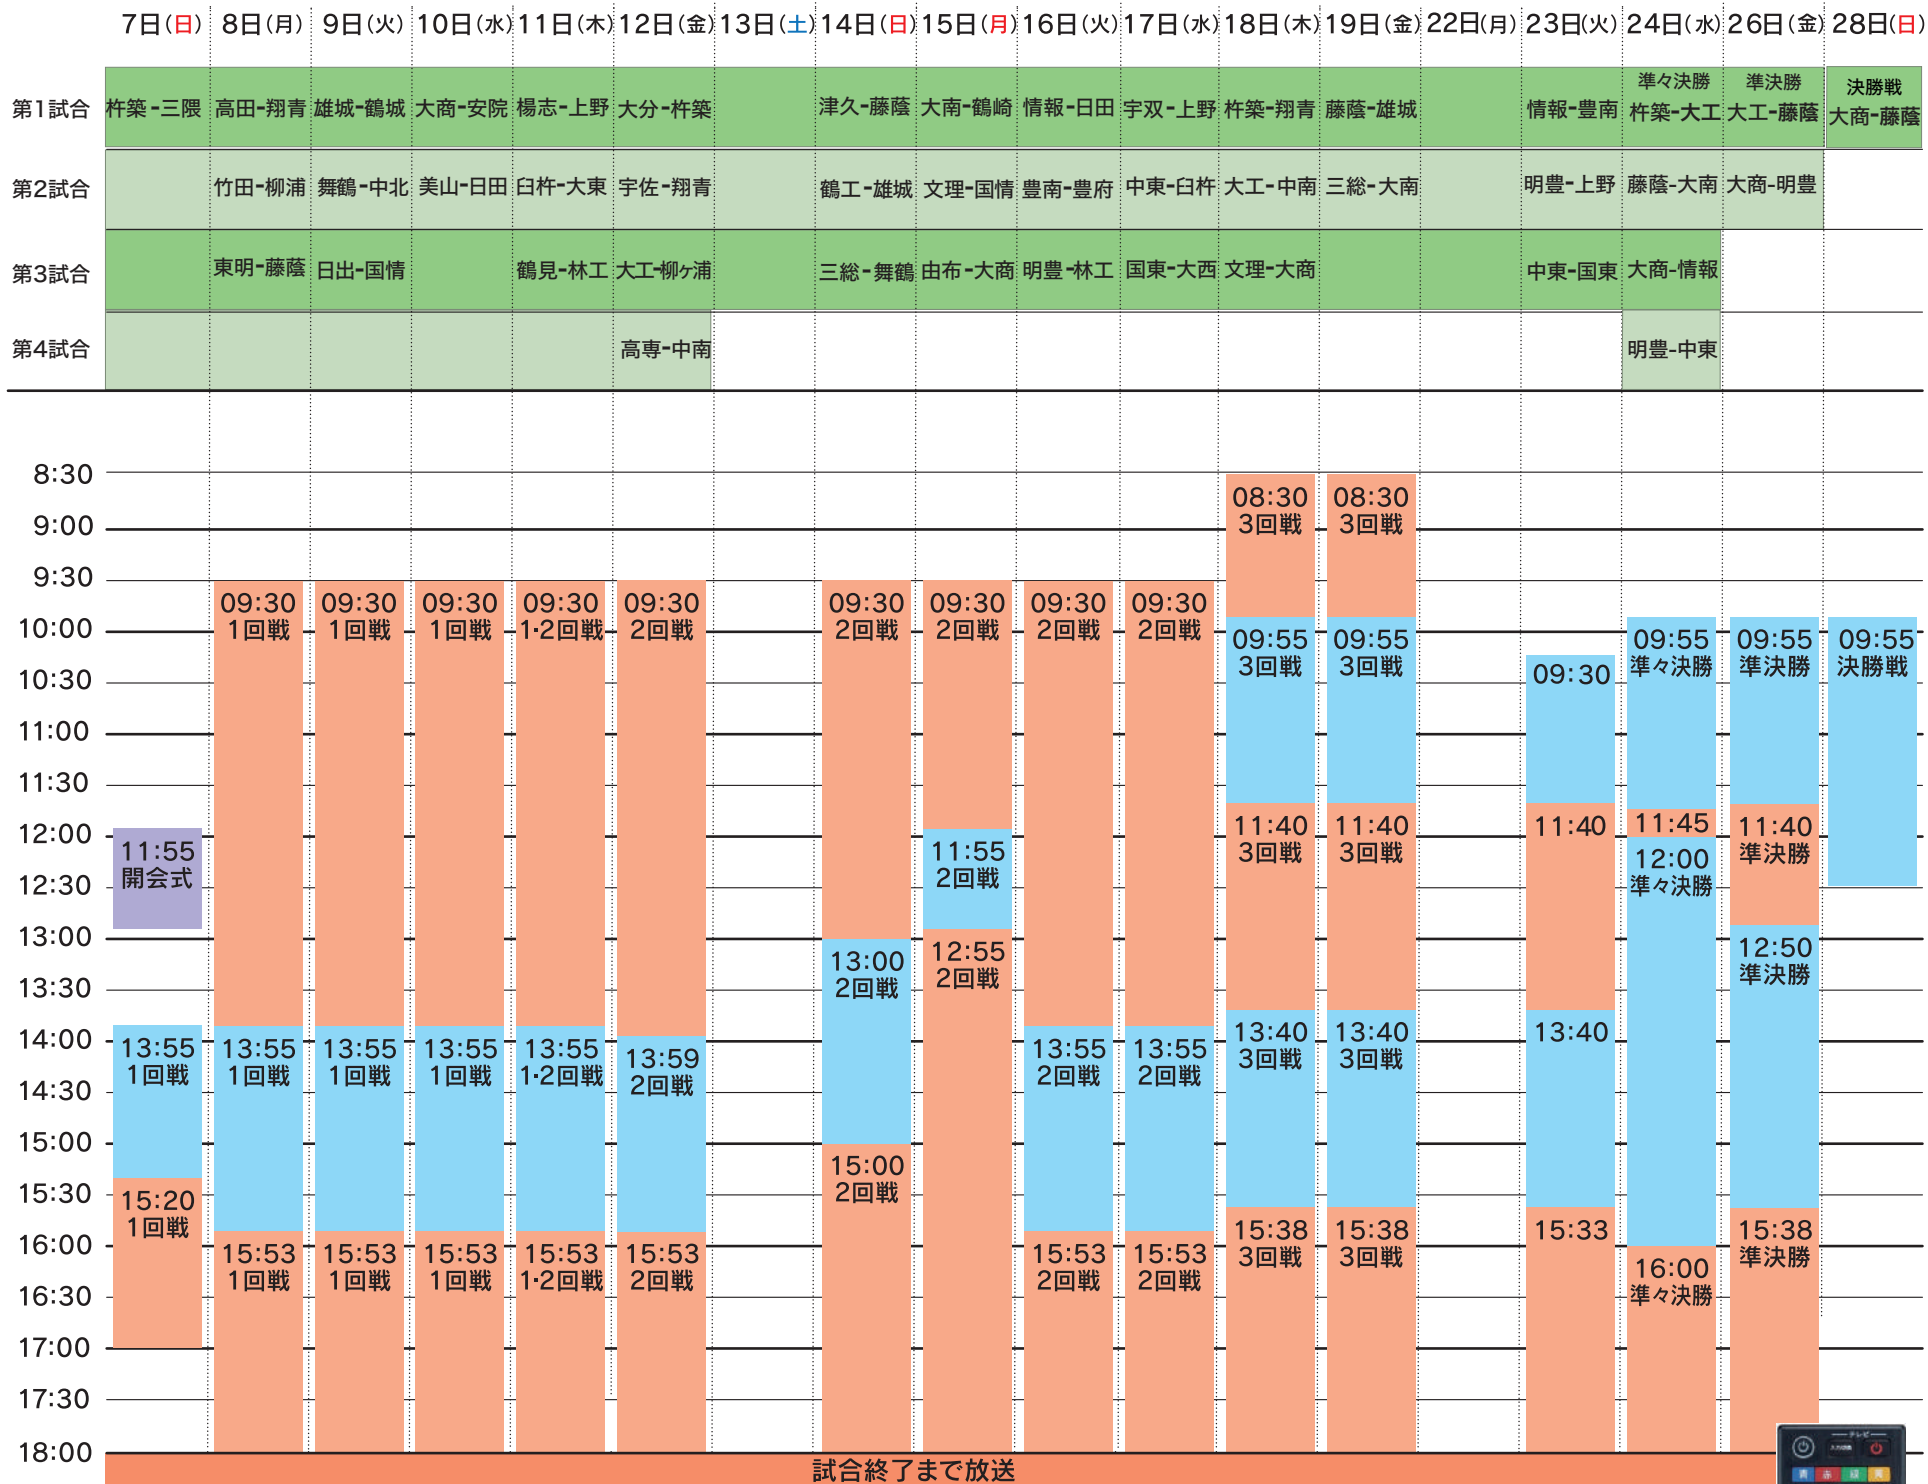 7日(日) 8日(月) 9日(火) 10日(水) 11日(木) 12日(金) 13日(土) 14日(日) 15日(月) 16日(火) 17日(水) 18日(木) 19日(金) 22日(月) 23日(火) 24日(水) 26日(金) 28日(日)
準々決勝 準決勝 決勝戦
第1試合 杵築-三隈 高田-翔青 雄城-鶴城 大商-安院 楊志-上野 大分-杵築 津久-藤蔭 大南-鶴崎 情報-日田 宇双-上野 杵築-翔青 藤蔭-雄城 情報-豊南 杵築-大工 大工-藤蔭 大商-藤蔭
第2試合 竹田-柳浦 舞鶴-中北 美山-日田 臼杵-大東 宇佐-翔青 鶴工-雄城 文理-国情 豊南-豊府 中東-臼杵 大工-中南 三総-大南 明豊-上野 藤蔭-大南 大商-明豊
第3試合 東明-藤蔭 日出-国情 鶴見-林工 大工-柳ヶ浦 三総-舞鶴 由布-大商 明豊-林工 国東-大西 文理-大商 中東-国東 大商-情報
第4試合 高専-中南 明豊-中東
8:30
08:30 08:30
3回戦 3回戦
9:00
9:30
09:30 09:30 09:30 09:30 09:30 09:30 09:30 09:30 09:30
1回戦 1回戦 1回戦 1·2回戦 2回戦 2回戦 2回戦 2回戦 2回戦
10:00
09:55 09:55 09:55 09:55 09:55
3回戦 3回戦 準々決勝 準決勝 決勝戦
09:30
10:30
11:00
11:30
11:40 11:40 11:40 11:45 11:40
3回戦 3回戦 準決勝
12:00
11:55 11:55 12:00
開会式 2回戦 準々決勝
12:30
13:00
12:55 12:50
2回戦 準決勝
13:00
2回戦
13:30
14:00
13:40 13:40 13:40
3回戦 3回戦
13:55 13:55 13:55 13:55 13:55 13:59 13:55 13:55
1回戦 1回戦 1回戦 1回戦 1·2回戦 2回戦 2回戦 2回戦
14:30
15:00
15:00
2回戦
15:30
15:20
1回戦
16:00
15:38 15:38 15:33 15:38
3回戦 3回戦 準決勝
15:53 15:53 15:53 15:53 15:53 15:53 15:53
1回戦 1回戦 1回戦 1·2回戦 2回戦 2回戦 2回戦
16:00
準々決勝
16:30
17:00
17:30
18:00
試合終了まで放送
テレビ
青 赤 緑 黄